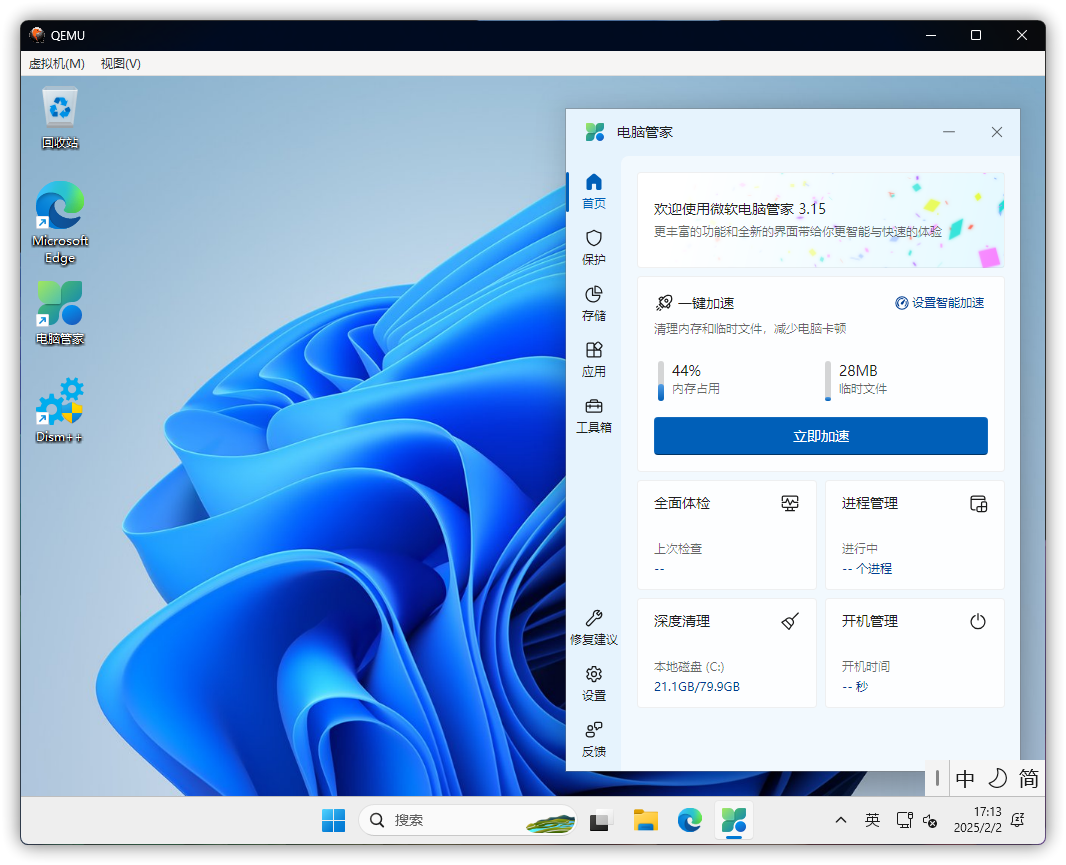 QEMU
虚拟机(M) 视图(V)
回收站
Microsoft
Edge
电脑管家
Dism++
电脑管家
首页
保护
存储
应用
工具箱
修复建议
设置
反馈
欢迎使用微软电脑管家 3.15
更丰富的功能和全新的界面带给你更智能与快速的体验
一键加速
设置智能加速
清理内存和临时文件，减少电脑卡顿
44%
内存占用
28MB
临时文件
立即加速
全面体检
上次检查
--
进程管理
进行中
-- 个进程
深度清理
本地磁盘 (C:)
21.1GB/79.9GB
开机管理
开机时间
-- 秒
中 简
搜索
英
17:13
2025/2/2